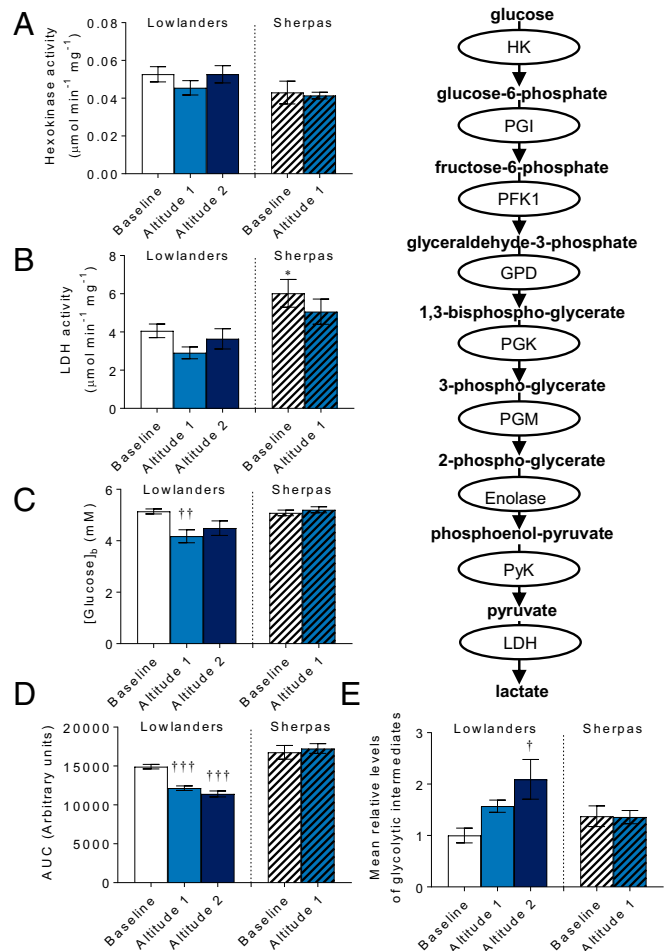 A
Lowlanders
Sherpas
Hexokinase activity
(µmol min⁻¹ mg⁻¹)
0.08
0.06
0.04
0.02
0.00
Baseline
Altitude 1
Altitude 2
Baseline
Altitude 1
B
Lowlanders
Sherpas
LDH activity
(µmol min⁻¹ mg⁻¹)
8
6
4
2
0
*
Baseline
Altitude 1
Altitude 2
Baseline
Altitude 1
C
Lowlanders
Sherpas
[Glucose]b (mM)
6
4
2
0
††
Baseline
Altitude 1
Altitude 2
Baseline
Altitude 1
D
Lowlanders
Sherpas
AUC (Arbitrary units)
20000
15000
10000
5000
0
†††
†††
Baseline
Altitude 1
Altitude 2
Baseline
Altitude 1
glucose
HK
glucose-6-phosphate
PGI
fructose-6-phosphate
PFK1
glyceraldehyde-3-phosphate
GPD
1,3-bisphospho-glycerate
PGK
3-phospho-glycerate
PGM
2-phospho-glycerate
Enolase
phosphoenol-pyruvate
PyK
pyruvate
LDH
lactate
E
Lowlanders
Sherpas
Mean relative levels
of glycolytic intermediates
3
2
1
0
†
Baseline
Altitude 1
Altitude 2
Baseline
Altitude 1